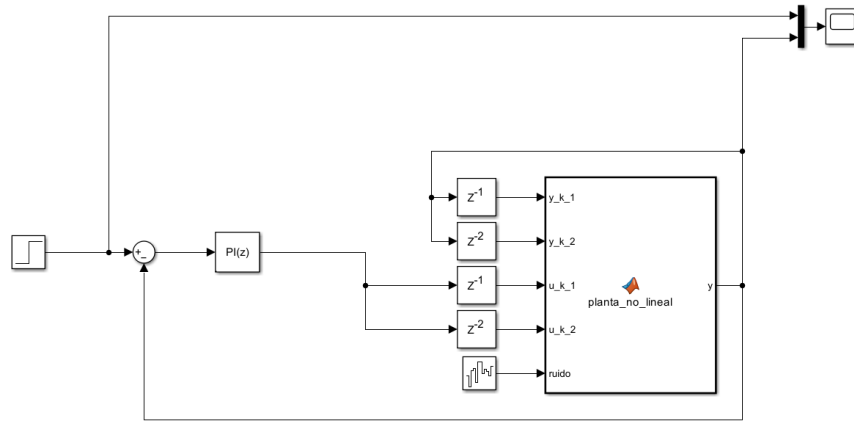 +
−
PI(z)
Z-1
Z-2
Z-1
Z-2
y_k_1
y_k_2
u_k_1
u_k_2
ruido
planta_no_lineal
y